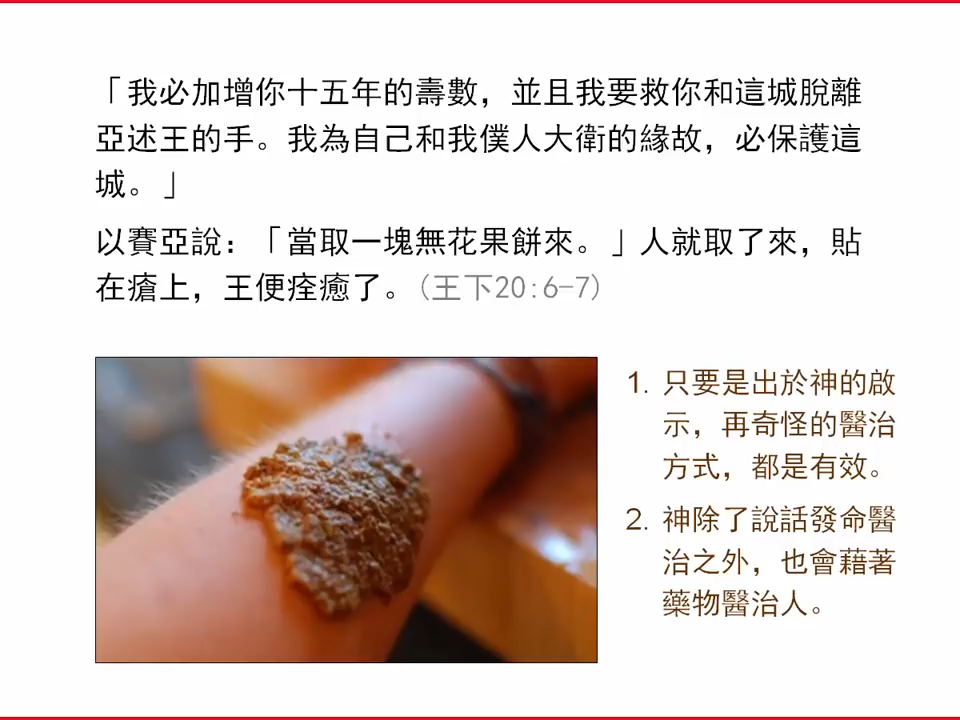 「我必加增你十五年的壽數，並且我要救你和這城脫離
亞述王的手。我為自己和我僕人大衛的緣故，必保護這
城。」
以賽亞說：「當取一塊無花果餅來。」人就取了來，貼
在瘡上，王便痊癒了。(王下20:6-7)
1. 只要是出於神的啟
示，再奇怪的醫治
方式，都是有效。
2. 神除了說話發命醫
治之外，也會藉著
藥物醫治人。